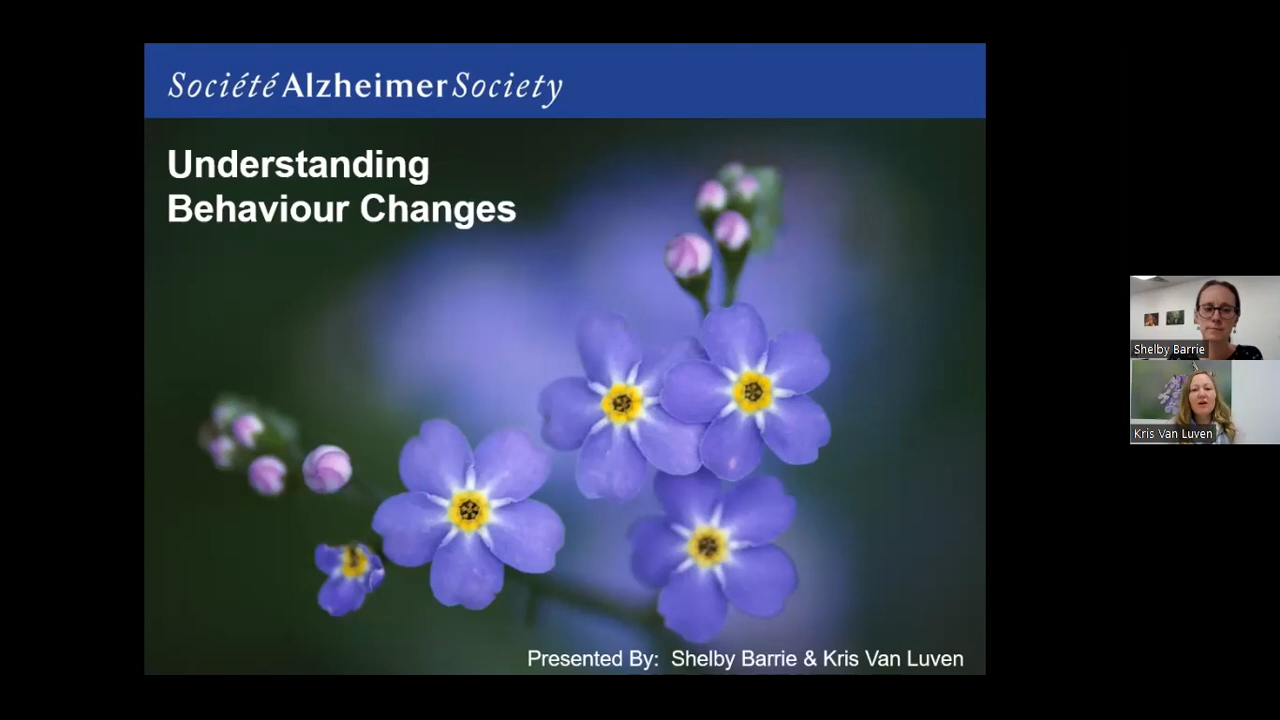 Société Alzheimer Society
Understanding
Behaviour Changes
Presented By: Shelby Barrie & Kris Van Luven
Shelby Barrie
Kris Van Luven